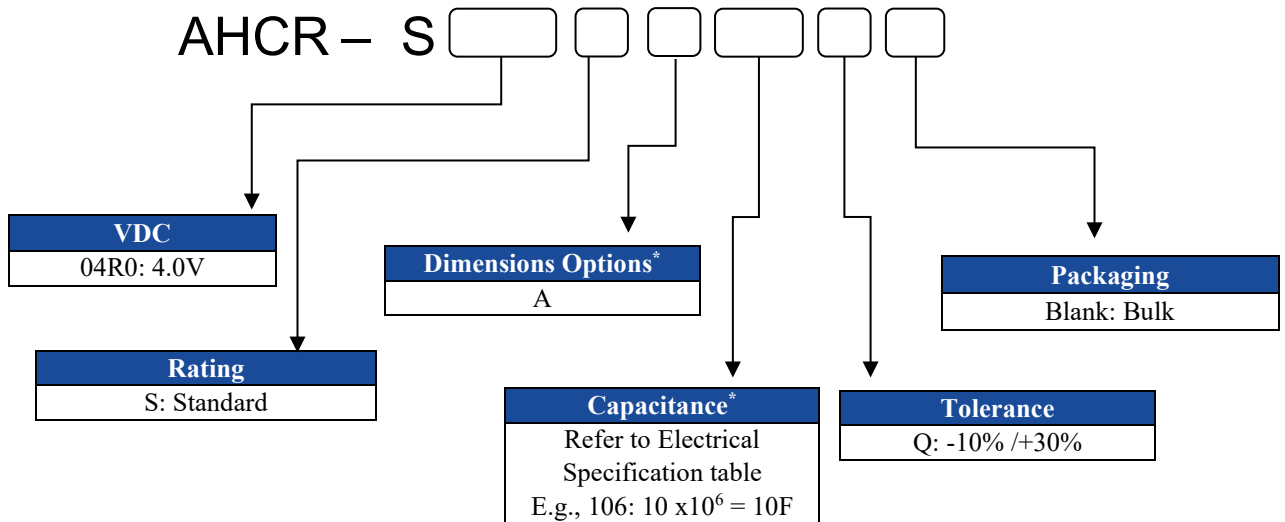 AHCR – S
VDC
04R0: 4.0V
Rating
S: Standard
Dimensions Options*
A
Capacitance*
Refer to Electrical
Specification table
E.g., 106: 10 x10⁶ = 10F
Tolerance
Q: -10% /+30%
Packaging
Blank: Bulk